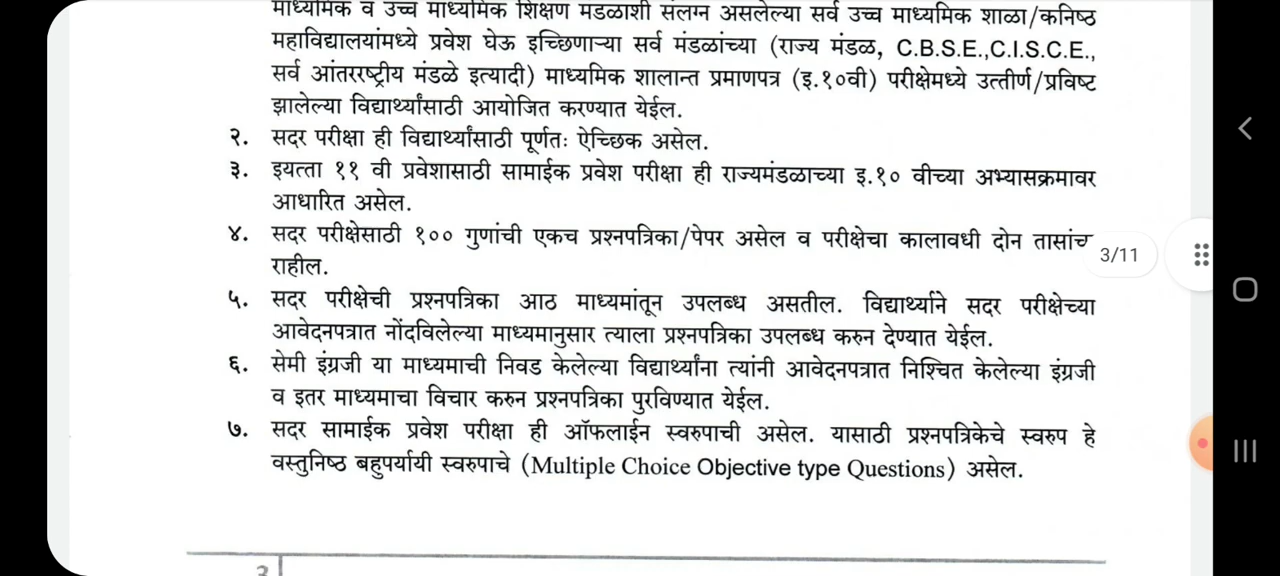 माध्यमिक व उच्च माध्यमिक शिक्षण मडळाशी संलग्न असलेल्या सर्व उच्च माध्यमिक शाळा/कनिष्ठ
महाविद्यालयांमध्ये प्रवेश घेऊ इच्छिणाऱ्या सर्व मंडळांच्या (राज्य मंडळ, C.B.S.E.,C.I.S.C.E.,
सर्व आंतरराष्ट्रीय मंडळे इत्यादी) माध्यमिक शालान्त प्रमाणपत्र (इ.१०वी) परीक्षेमध्ये उत्तीर्ण/प्रविष्ट
झालेल्या विद्यार्थ्यांसाठी आयोजित करण्यात येईल.
२. सदर परीक्षा ही विद्यार्थ्यांसाठी पूर्णतः ऐच्छिक असेल.
३. इयत्ता ११ वी प्रवेशासाठी सामाईक प्रवेश परीक्षा ही राज्यमंडळाच्या इ.१० वीच्या अभ्यासक्रमावर
आधारित असेल.
४. सदर परीक्षेसाठी १०० गुणांची एकच प्रश्नपत्रिका/पेपर असेल व परीक्षेचा कालावधी दोन तासांच
3/11
राहील.
५. सदर परीक्षेची प्रश्नपत्रिका आठ माध्यमांतून उपलब्ध असतील. विद्यार्थ्याने सदर परीक्षेच्या
आवेदनपत्रात नोंदविलेल्या माध्यमानुसार त्याला प्रश्नपत्रिका उपलब्ध करुन देण्यात येईल.
६. सेमी इंग्रजी या माध्यमाची निवड केलेल्या विद्यार्थ्यांना त्यांनी आवेदनपत्रात निश्चित केलेल्या इंग्रजी
व इतर माध्यमाचा विचार करुन प्रश्नपत्रिका पुरविण्यात येईल.
७. सदर सामाईक प्रवेश परीक्षा ही ऑफलाईन स्वरुपाची असेल. यासाठी प्रश्नपत्रिकेचे स्वरुप हे
वस्तुनिष्ठ बहुपर्यायी स्वरुपाचे (Multiple Choice Objective type Questions) असेल.